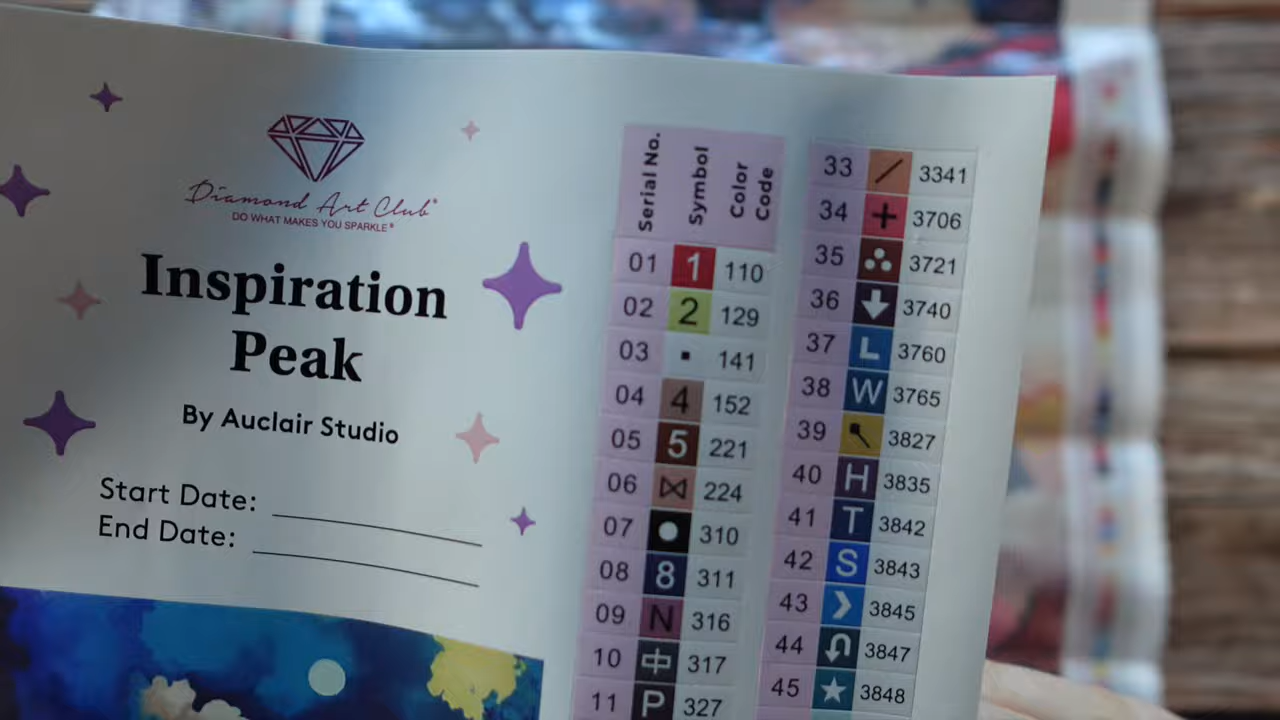 Diamond Art Club®
DO WHAT MAKES YOU SPARKLE®
Inspiration
Peak
By Auclair Studio
Start Date:
End Date:
Serial No. Symbol Color Code
01 1 110
02 2 129
03 ▪ 141
04 4 152
05 5 221
06 ⋈ 224
07 ● 310
08 8 311
09 N 316
10 中 317
11 P 327
33 / 3341
34 + 3706
35 ∴ 3721
36 ⬇ 3740
37 L 3760
38 W 3765
39 3827
40 H 3835
41 T 3842
42 S 3843
43 ❯ 3845
44 3847
45 ★ 3848